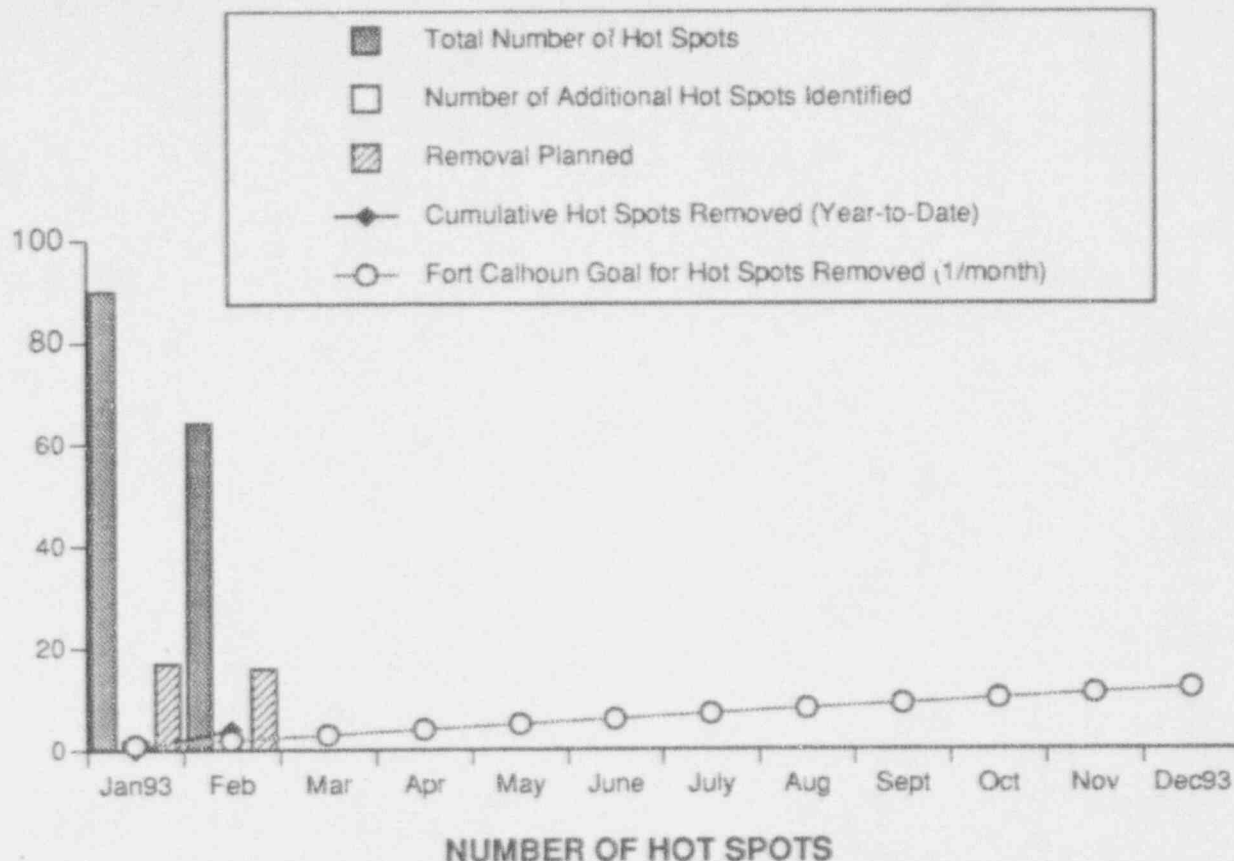 Total Number of Hot Spots
Number of Additional Hot Spots Identified
Removal Planned
Cumulative Hot Spots Removed (Year-to-Date)
Fort Calhoun Goal for Hot Spots Removed (1/month)
100
80
60
40
20
0
Jan93 Feb Mar Apr May June July Aug Sept Oct Nov Dec93
NUMBER OF HOT SPOTS